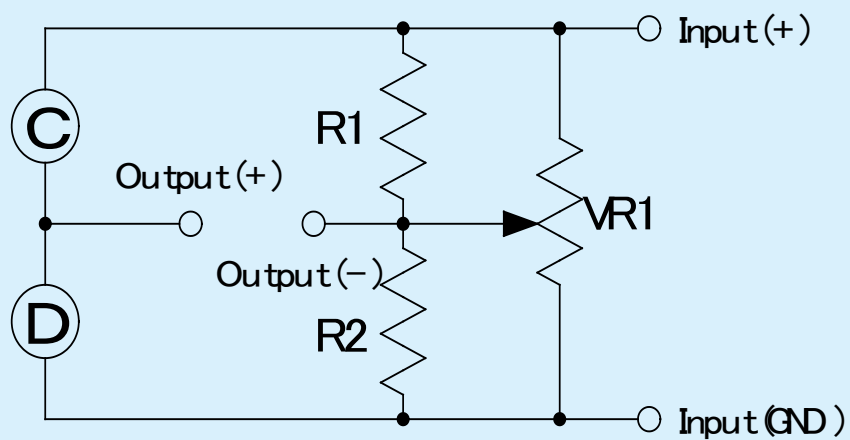 Input(+)
C
R1
Output(+)
VR1
Output(−)
D
R2
Input(GND)